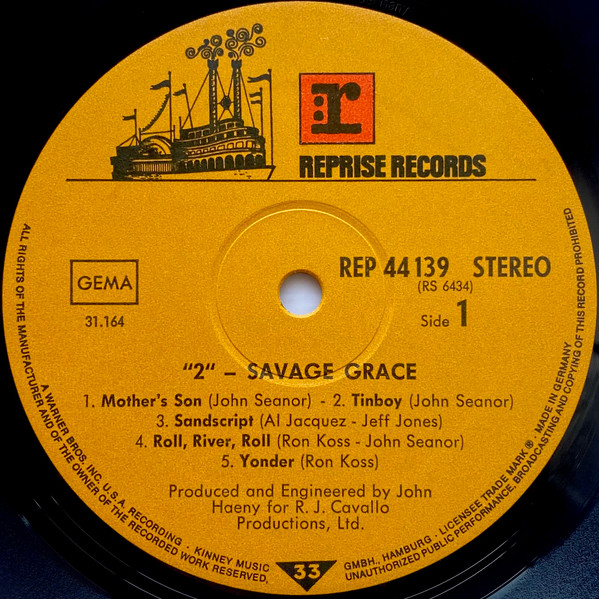 r
REPRISE RECORDS
GEMA
31.164
REP 44 139 STEREO
(RS 6434)
Side 1
"2" – SAVAGE GRACE
1. Mother's Son (John Seanor) - 2. Tinboy (John Seanor)
3. Sandscript (Al Jacquez - Jeff Jones)
4. Roll, River, Roll (Ron Koss - John Seanor)
5. Yonder (Ron Koss)
Produced and Engineered by John
Haeny for R. J. Cavallo
Productions, Ltd.
33
ALL RIGHTS OF THE MANUFACTURER AND OF THE OWNER OF THE RECORDED WORK RESERVED,
UNAUTHORIZED PUBLIC PERFORMANCE, BROADCASTING AND COPYING OF THIS RECORD PROHIBITED
A WARNER BROS. INC. U.S.A. RECORDING · KINNEY MUSIC
GMBH., HAMBURG · LICENSEE TRADE MARK ® · MADE IN GERMANY